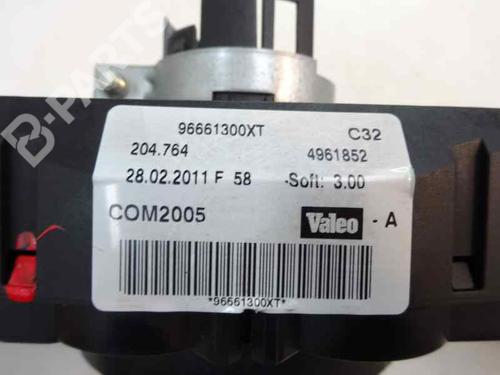 B-PARTS
96661300XT C32
204.764 4961852
28.02.2011 F 58 -Soft: 3.00
COM2005 Valeo - A
*96661300XT*